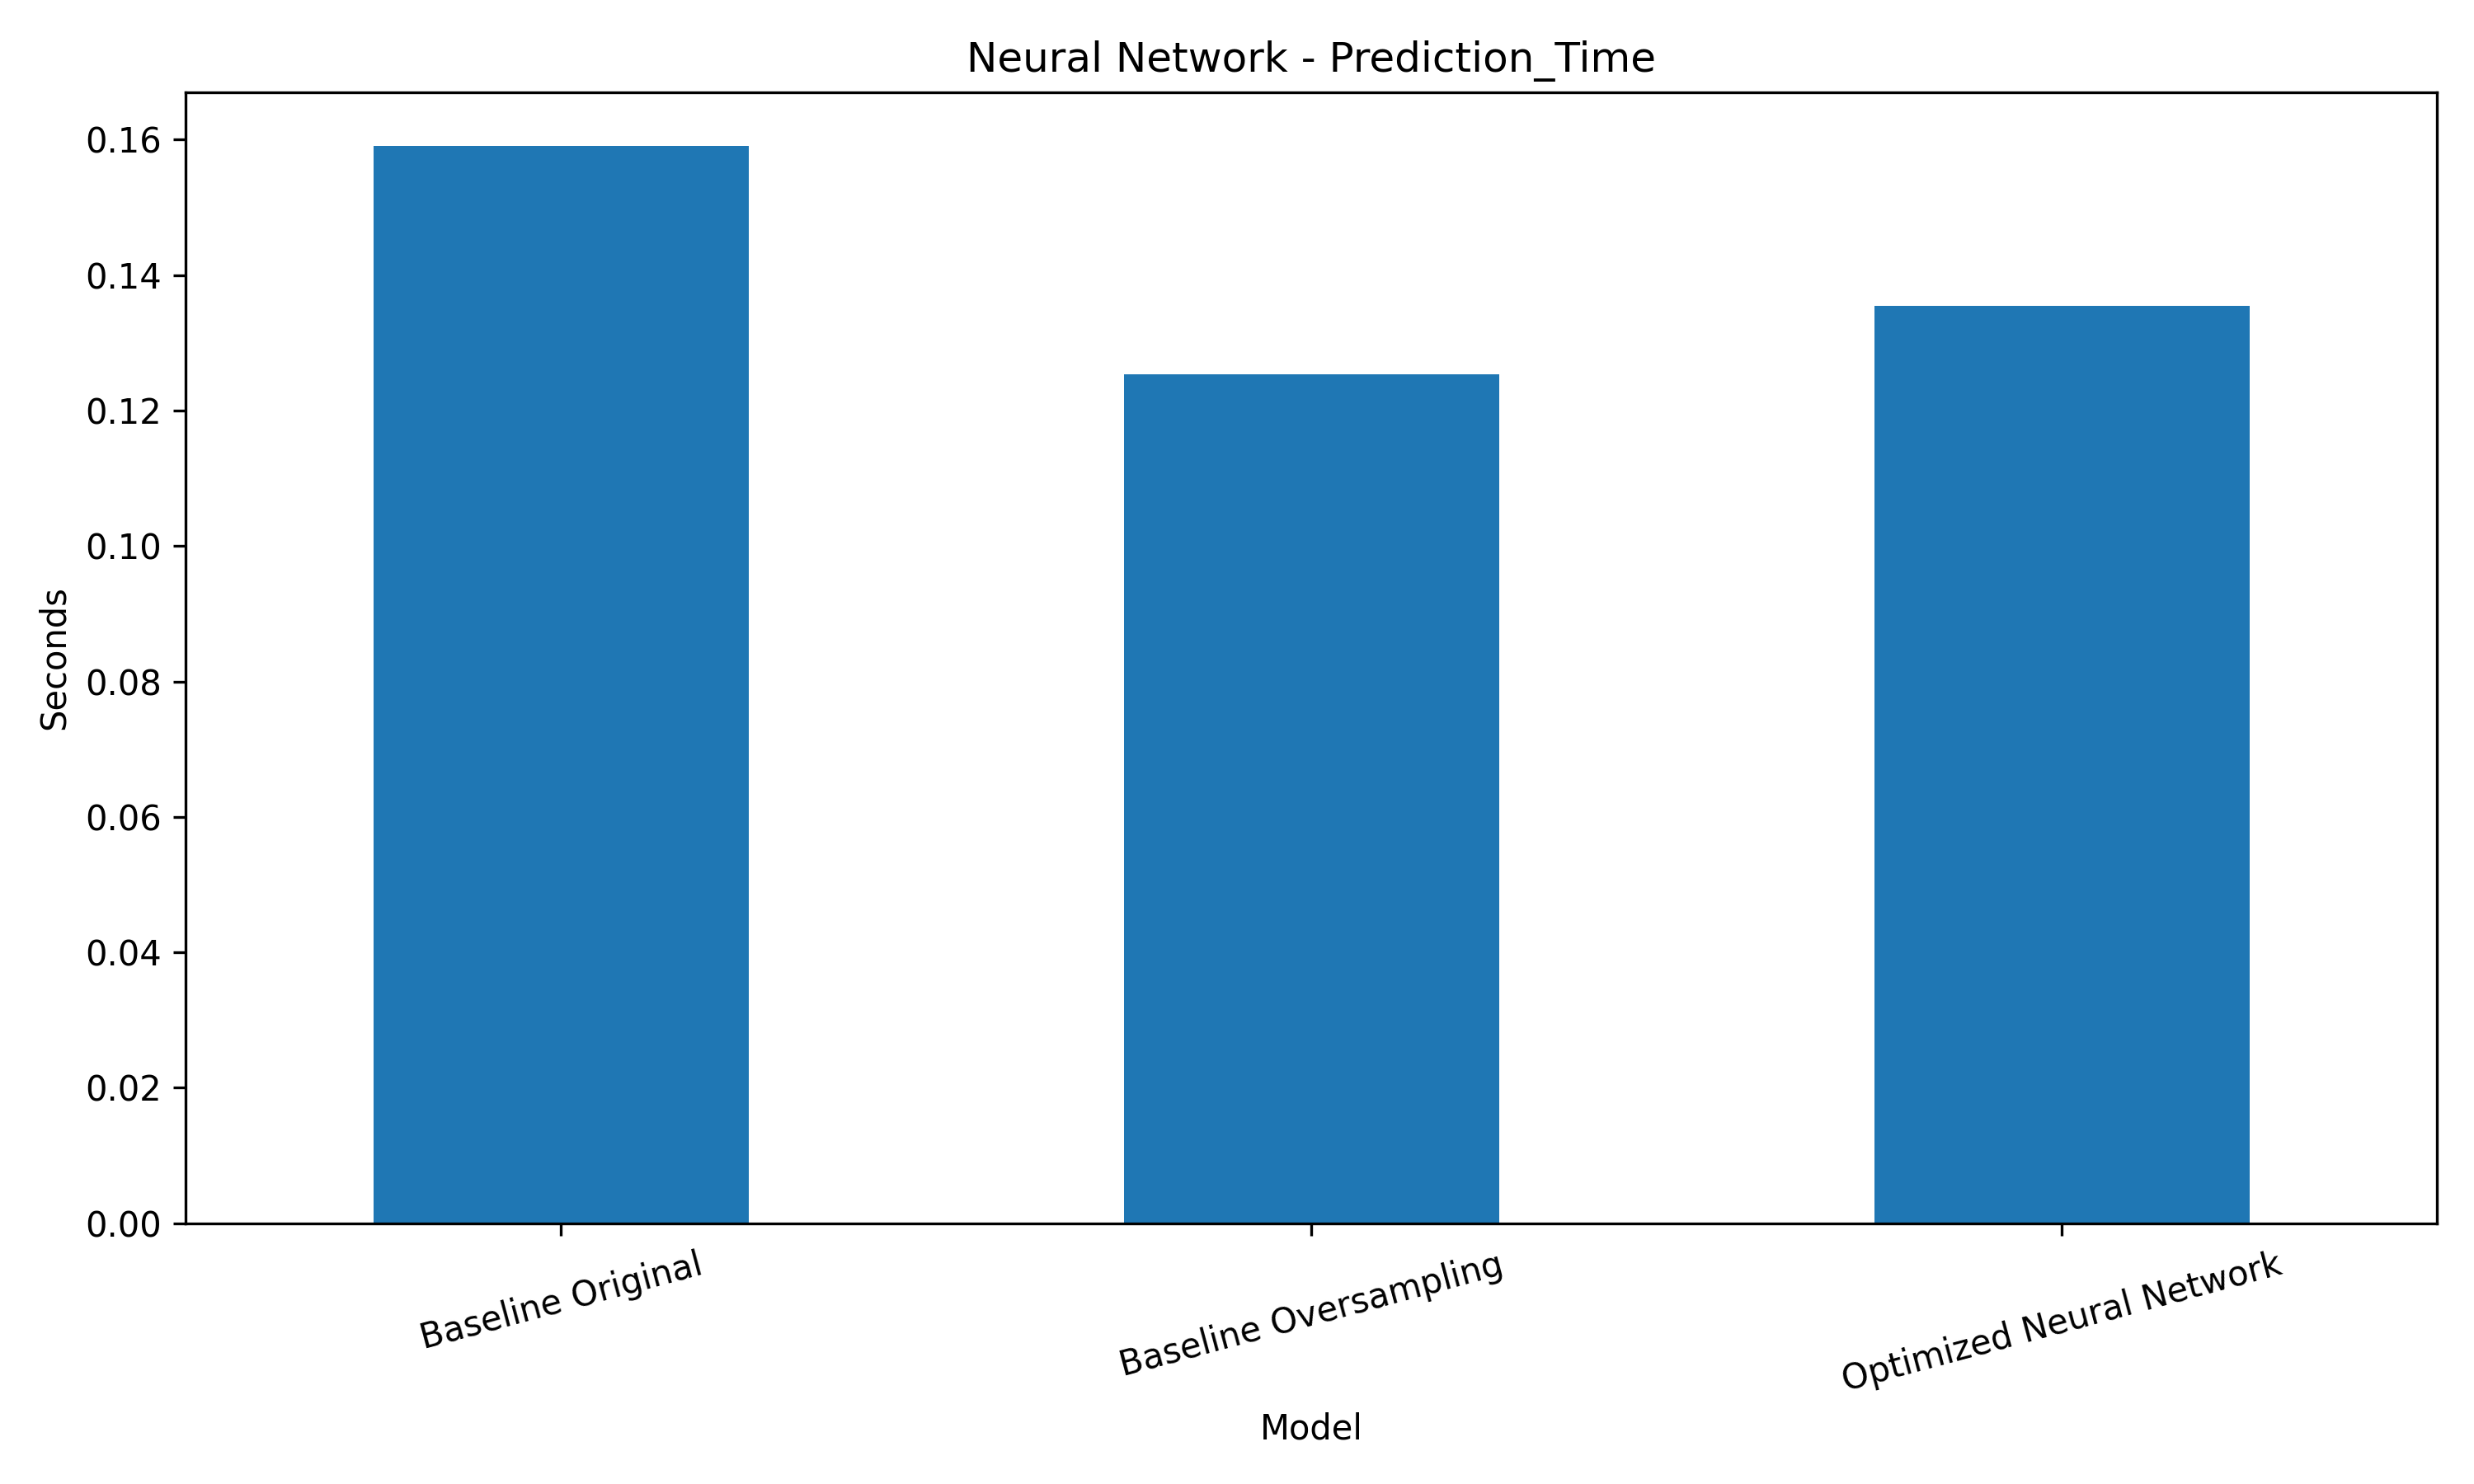 Neural Network - Prediction_Time
Seconds
0.16
0.14
0.12
0.10
0.08
0.06
0.04
0.02
0.00
Baseline Original
Baseline Oversampling
Optimized Neural Network
Model